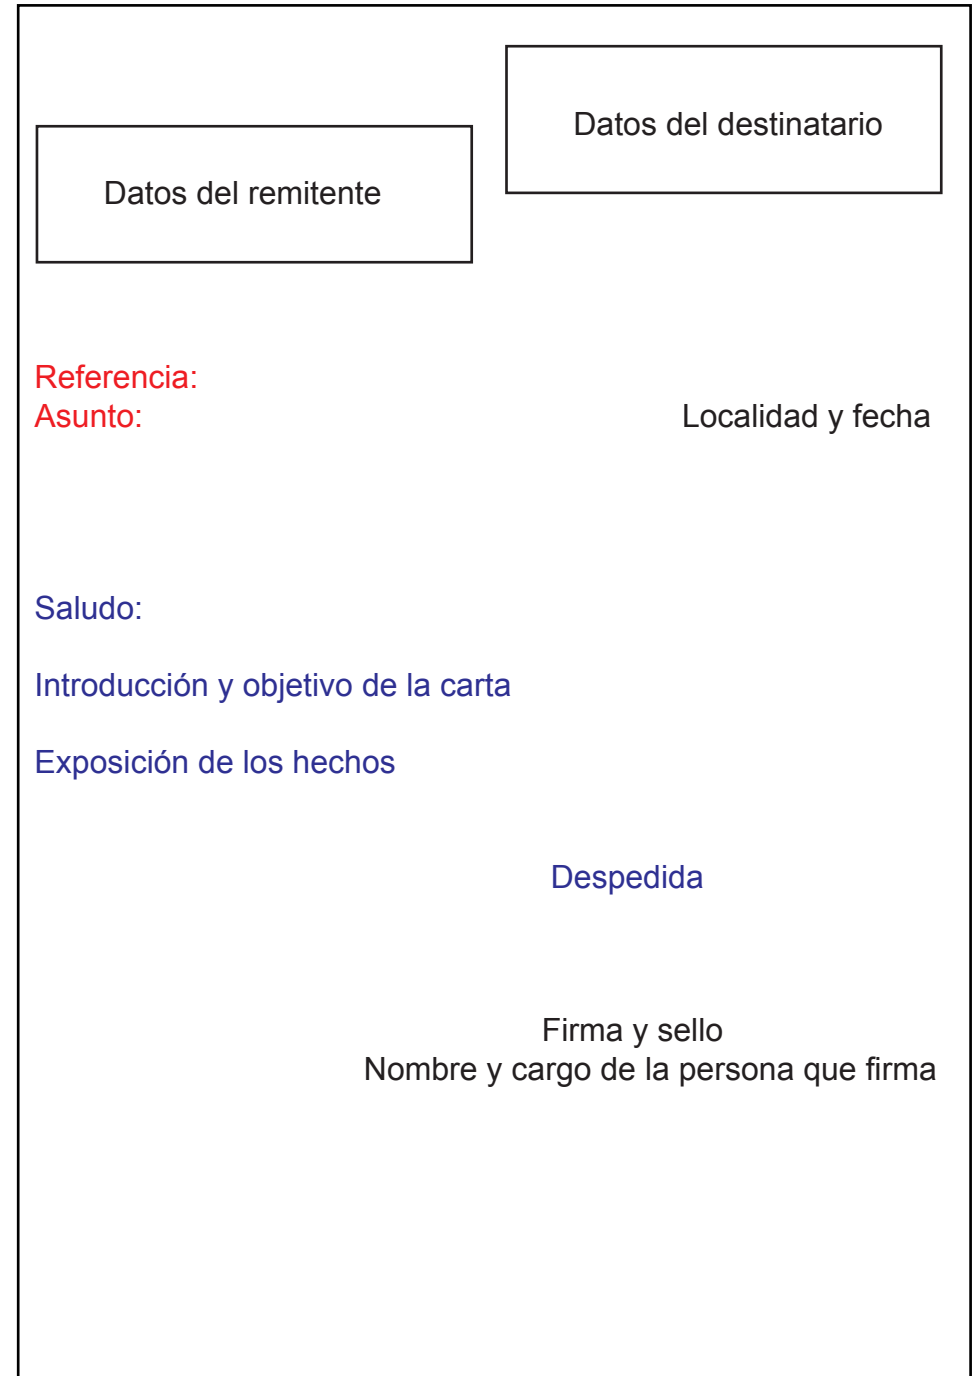 Datos del destinatario
Datos del remitente
Referencia:
Asunto:
Localidad y fecha
Saludo:
Introducción y objetivo de la carta
Exposición de los hechos
Despedida
Firma y sello
Nombre y cargo de la persona que firma